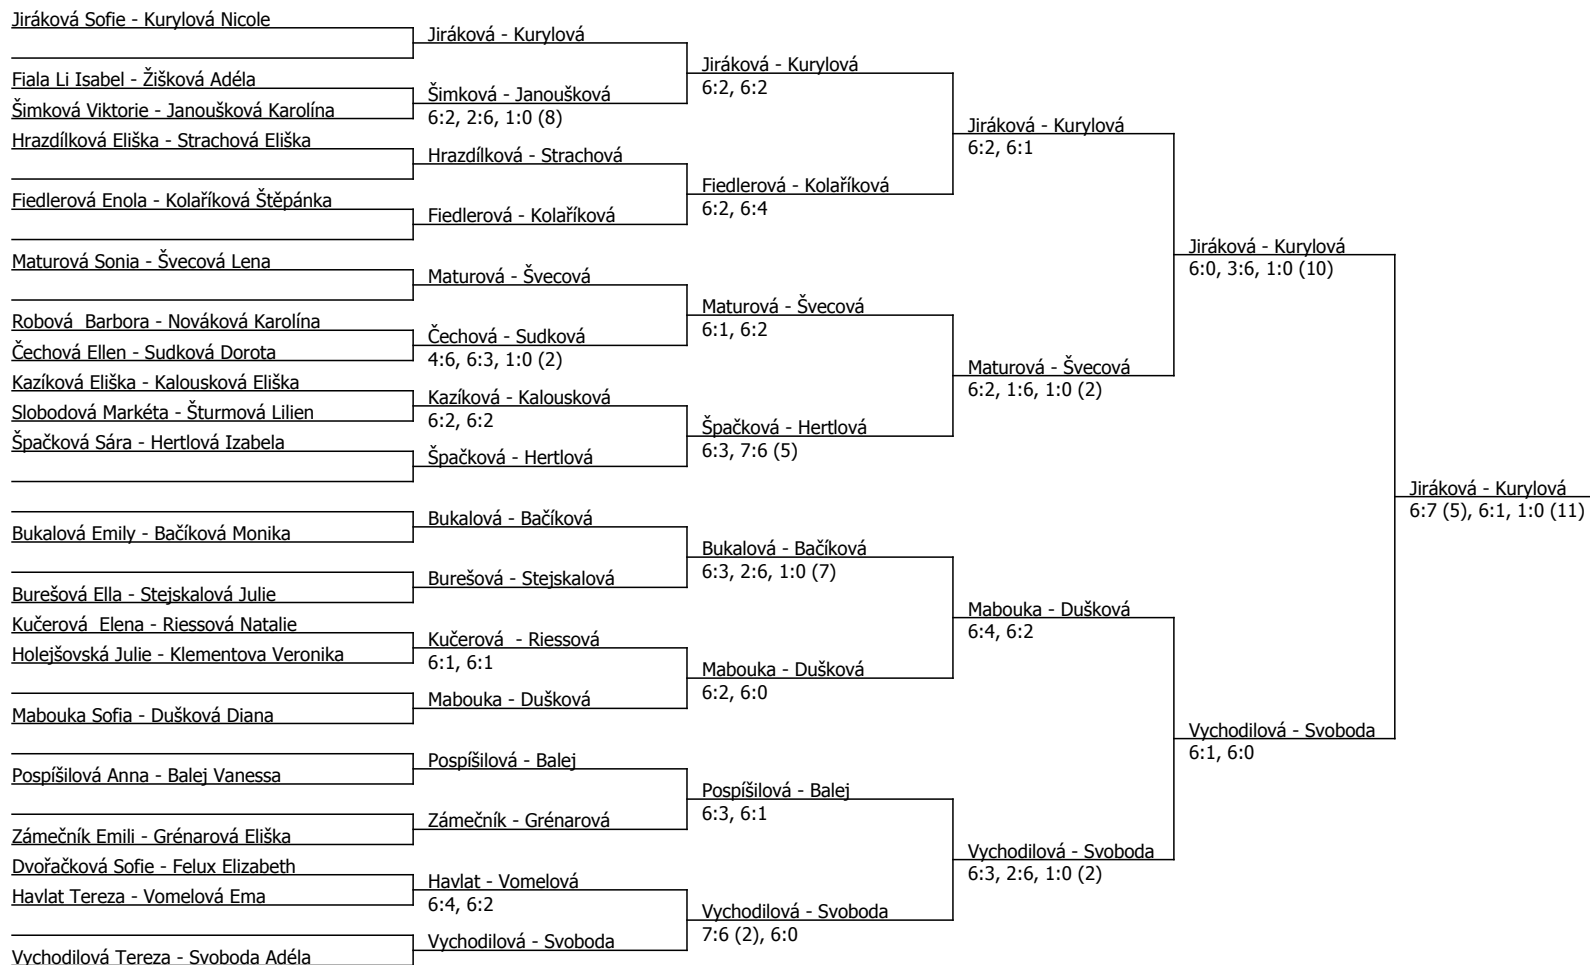 Jiráková Sofie - Kurylová Nicole
Fiala Li Isabel - Žišková Adéla
Šimková Viktorie - Janoušková Karolína
Hrazdílková Eliška - Strachová Eliška
Fiedlerová Enola - Kolaříková Štěpánka
Maturová Sonia - Švecová Lena
Robová  Barbora - Nováková Karolína
Čechová Ellen - Sudková Dorota
Kazíková Eliška - Kalousková Eliška
Slobodová Markéta - Šturmová Lilien
Špačková Sára - Hertlová Izabela
Bukalová Emily - Bačíková Monika
Burešová Ella - Stejskalová Julie
Kučerová  Elena - Riessová Natalie
Holejšovská Julie - Klementova Veronika
Mabouka Sofia - Dušková Diana
Pospíšilová Anna - Balej Vanessa
Zámečník Emili - Grénarová Eliška
Dvořačková Sofie - Felux Elizabeth
Havlat Tereza - Vomelová Ema
Vychodilová Tereza - Svoboda Adéla
Jiráková - Kurylová
Šimková - Janoušková
6:2, 2:6, 1:0 (8)
Hrazdílková - Strachová
Fiedlerová - Kolaříková
Maturová - Švecová
Čechová - Sudková
4:6, 6:3, 1:0 (2)
Kazíková - Kalousková
6:2, 6:2
Špačková - Hertlová
Bukalová - Bačíková
Burešová - Stejskalová
Kučerová  - Riessová
6:1, 6:1
Mabouka - Dušková
Pospíšilová - Balej
Zámečník - Grénarová
Havlat - Vomelová
6:4, 6:2
Vychodilová - Svoboda
Jiráková - Kurylová
6:2, 6:2
Fiedlerová - Kolaříková
6:2, 6:4
Maturová - Švecová
6:1, 6:2
Špačková - Hertlová
6:3, 7:6 (5)
Bukalová - Bačíková
6:3, 2:6, 1:0 (7)
Mabouka - Dušková
6:2, 6:0
Pospíšilová - Balej
6:3, 6:1
Vychodilová - Svoboda
7:6 (2), 6:0
Jiráková - Kurylová
6:2, 6:1
Maturová - Švecová
6:2, 1:6, 1:0 (2)
Mabouka - Dušková
6:4, 6:2
Vychodilová - Svoboda
6:3, 2:6, 1:0 (2)
Jiráková - Kurylová
6:0, 3:6, 1:0 (10)
Vychodilová - Svoboda
6:1, 6:0
Jiráková - Kurylová
6:7 (5), 6:1, 1:0 (11)